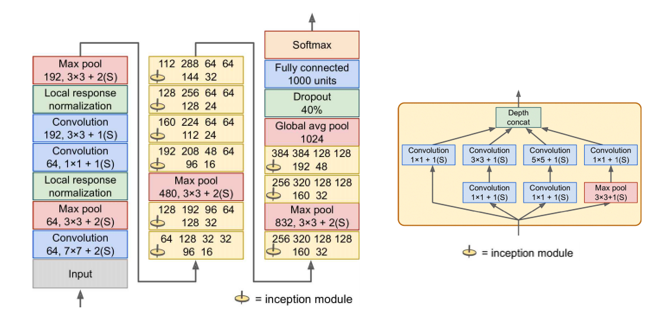 Max pool
192, 3×3 + 2(S)
Local response
normalization
Convolution
192, 3×3 + 1(S)
Convolution
64, 1×1 + 1(S)
Local response
normalization
Max pool
64, 3×3 + 2(S)
Convolution
64, 7×7 + 2(S)
Input
112 288 64 64
144 32
128 256 64 64
128 24
160 224 64 64
112 24
192 208 48 64
96 16
Max pool
480, 3×3 + 2(S)
128 192 96 64
128 32
64 128 32 32
96 16
Softmax
Fully connected
1000 units
Dropout
40%
Global avg pool
1024
384 384 128 128
192 48
256 320 128 128
160 32
Max pool
832, 3×3 + 2(S)
256 320 128 128
160 32
= inception module
Depth
concat
Convolution
1×1 + 1(S)
Convolution
3×3 + 1(S)
Convolution
5×5 + 1(S)
Convolution
1×1 + 1(S)
Convolution
1×1 + 1(S)
Convolution
1×1 + 1(S)
Max pool
3×3+1(S)
= inception module